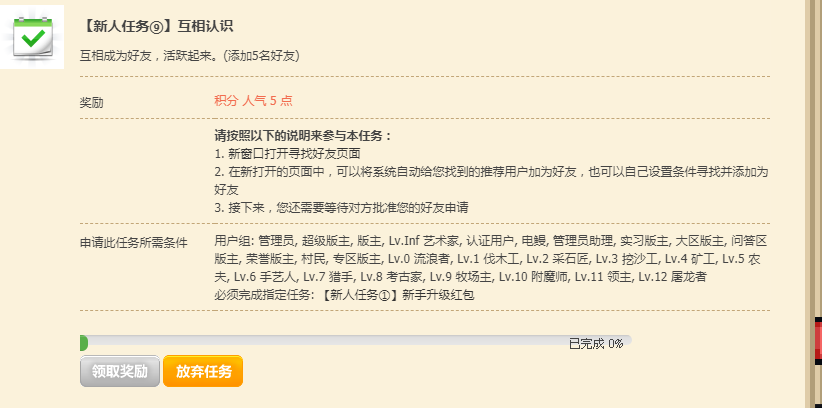 【新人任务⑨】互相认识
互相成为好友，活跃起来。(添加5名好友)
奖励
积分 人气 5 点
请按照以下的说明来参与本任务：
1. 新窗口打开寻找好友页面
2. 在新打开的页面中，可以将系统自动给您找到的推荐用户加为好友，也可以自己设置条件寻找并添加为
好友
3. 接下来，您还需要等待对方批准您的好友申请
申请此任务所需条件
用户组: 管理员, 超级版主, 版主, Lv.Inf 艺术家, 认证用户, 电鳗, 管理员助理, 实习版主, 大区版主, 问答区
版主, 荣誉版主, 村民, 专区版主, Lv.0 流浪者, Lv.1 伐木工, Lv.2 采石匠, Lv.3 挖沙工, Lv.4 矿工, Lv.5 农
夫, Lv.6 手艺人, Lv.7 猎手, Lv.8 考古家, Lv.9 牧场主, Lv.10 附魔师, Lv.11 领主, Lv.12 屠龙者
必须完成指定任务: 【新人任务①】新手升级红包
已完成 0%
领取奖励
放弃任务